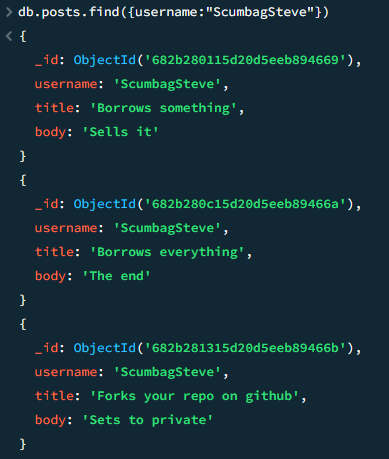 > db.posts.find({username:"ScumbagSteve"})
< {
_id: ObjectId('682b280115d20d5eeb894669'),
username: 'ScumbagSteve',
title: 'Borrows something',
body: 'Sells it'
}
{
_id: ObjectId('682b280c15d20d5eeb89466a'),
username: 'ScumbagSteve',
title: 'Borrows everything',
body: 'The end'
}
{
_id: ObjectId('682b281315d20d5eeb89466b'),
username: 'ScumbagSteve',
title: 'Forks your repo on github',
body: 'Sets to private'
}